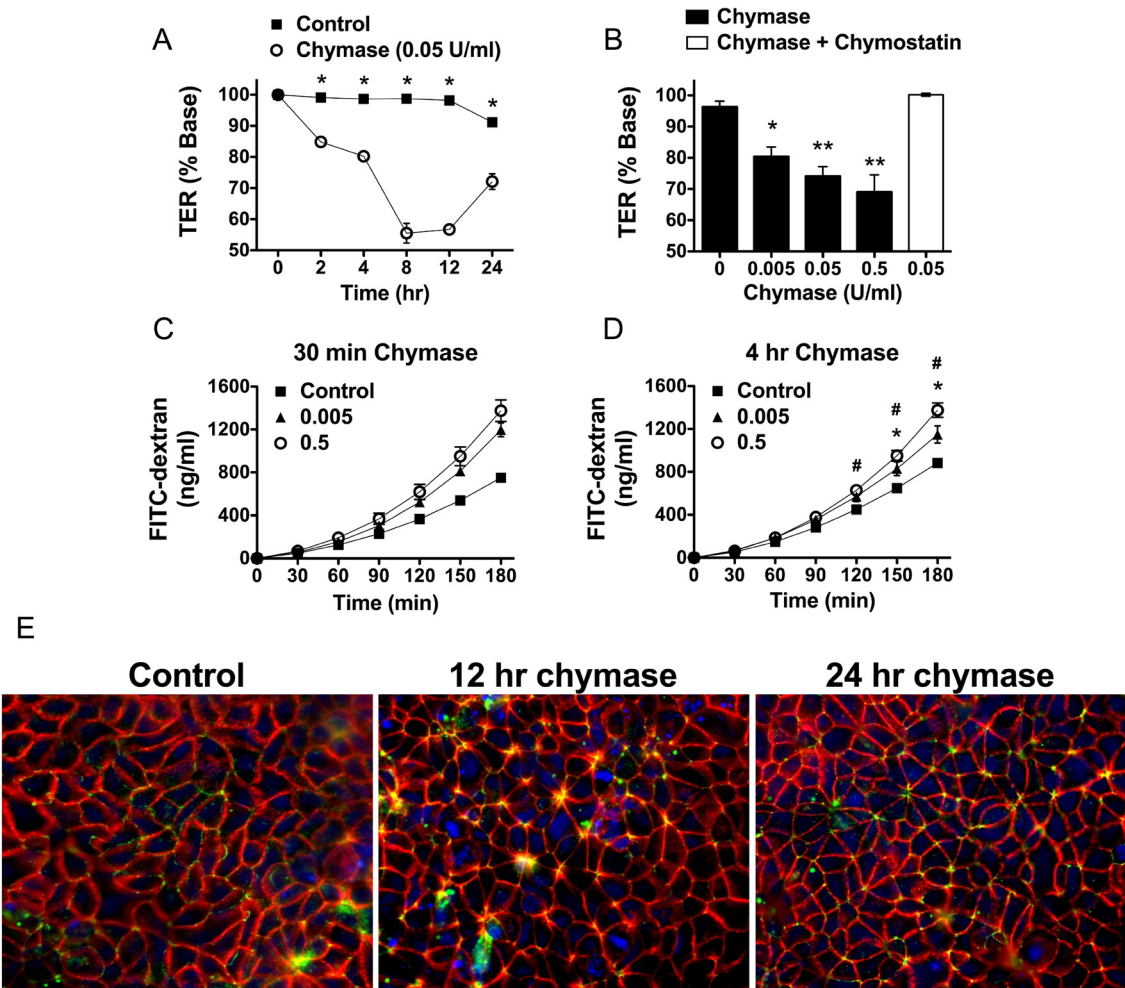 A
Control
Chymase (0.05 U/ml)
TER (% Base)
100
90
80
70
60
50
* * * * *
0 2 4 8 12 24
Time (hr)
B
Chymase
Chymase + Chymostatin
TER (% Base)
100
90
80
70
60
50
* ** **
0 0.005 0.05 0.5 0.05
Chymase (U/ml)
C
30 min Chymase
Control
0.005
0.5
FITC-dextran
(ng/ml)
1600
1200
800
400
0
0 30 60 90 120 150 180
Time (min)
D
4 hr Chymase
Control
0.005
0.5
FITC-dextran
(ng/ml)
1600
1200
800
400
0
# # #
* *
0 30 60 90 120 150 180
Time (min)
E
Control
12 hr chymase
24 hr chymase